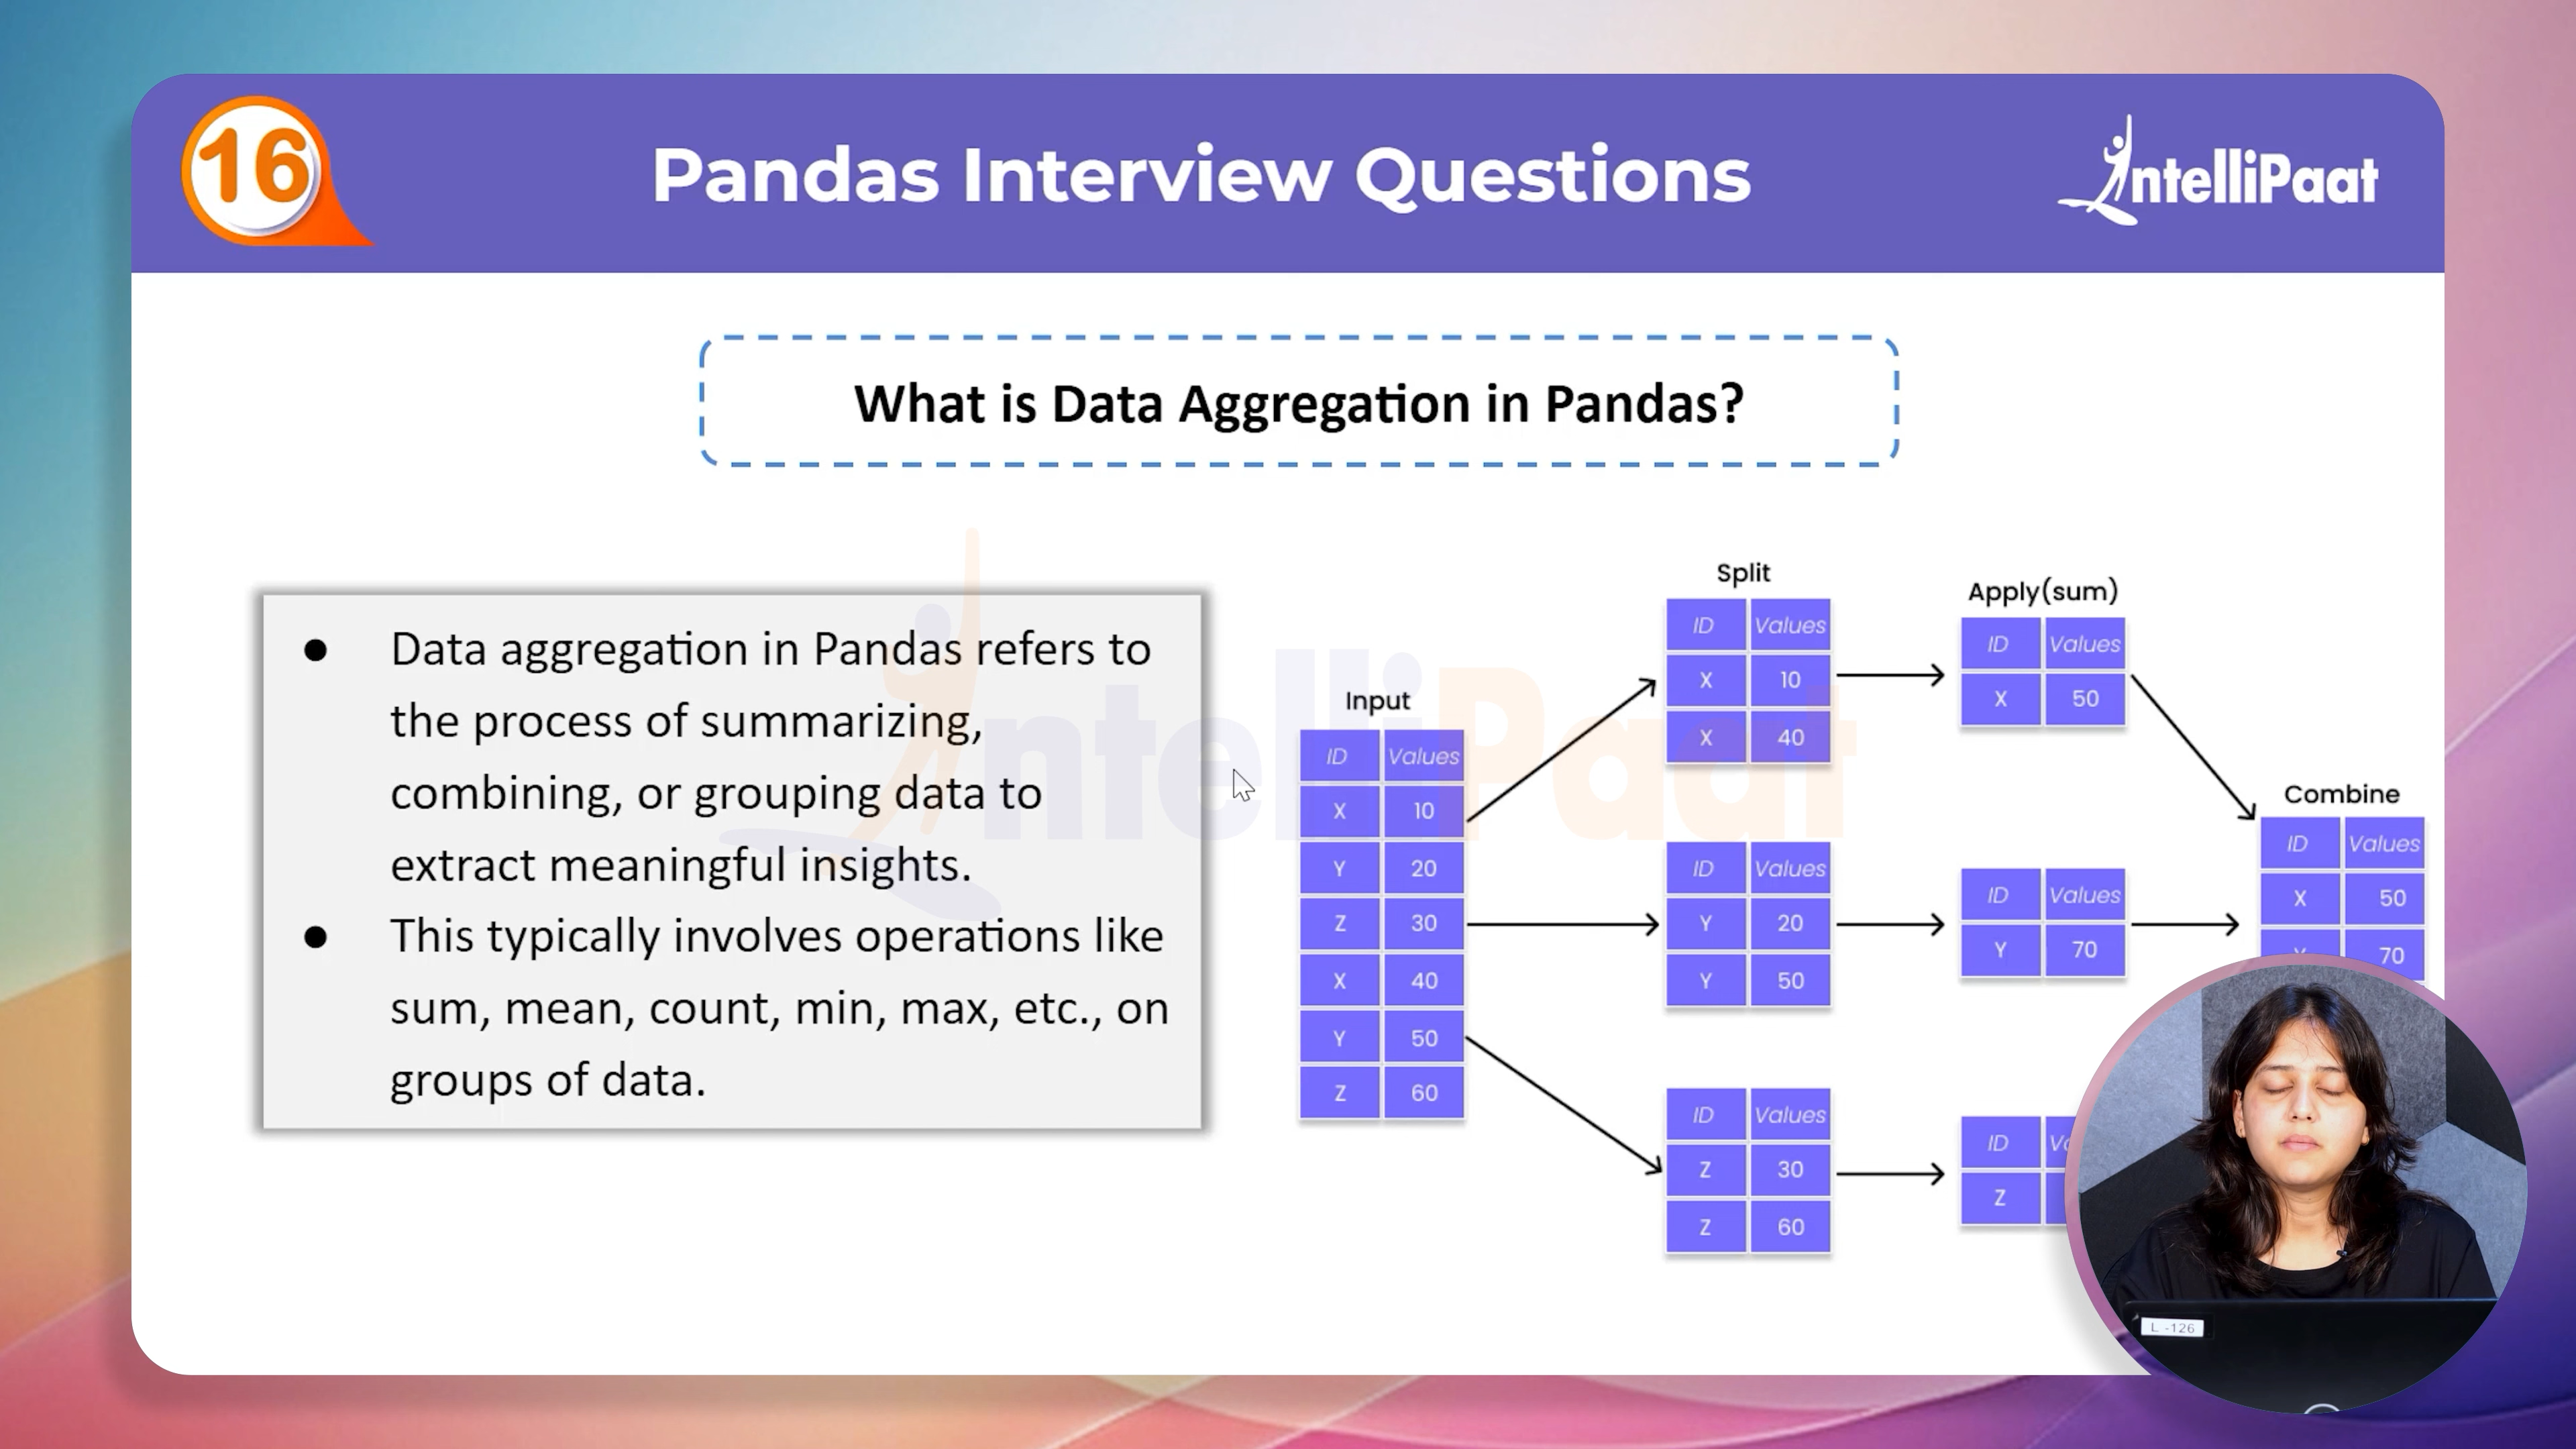 16
Pandas Interview Questions
IntelliPaat
What is Data Aggregation in Pandas?
● Data aggregation in Pandas refers to
the process of summarizing,
combining, or grouping data to
extract meaningful insights.
● This typically involves operations like
sum, mean, count, min, max, etc., on
groups of data.
Input
ID Values
X 10
Y 20
Z 30
X 40
Y 50
Z 60
Split
ID Values
X 10
X 40
ID Values
Y 20
Y 50
ID Values
Z 30
Z 60
Apply(sum)
ID Values
X 50
ID Values
Y 70
ID
Z
Combine
ID Values
X 50
70
IntelliPaat
L -126